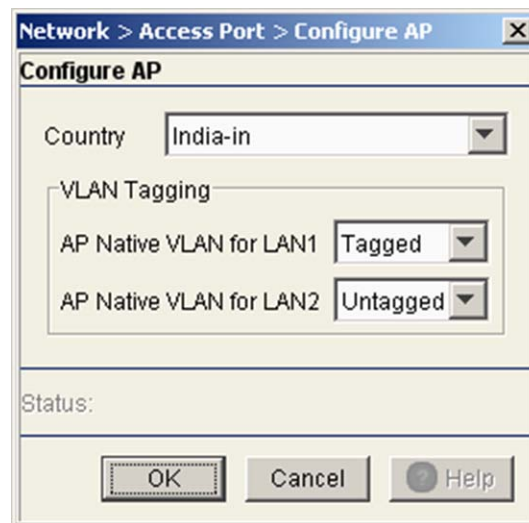 Network > Access Port > Configure AP
Configure AP
Country India-in
VLAN Tagging
AP Native VLAN for LAN1 Tagged
AP Native VLAN for LAN2 Untagged
Status:
OK Cancel ? Help